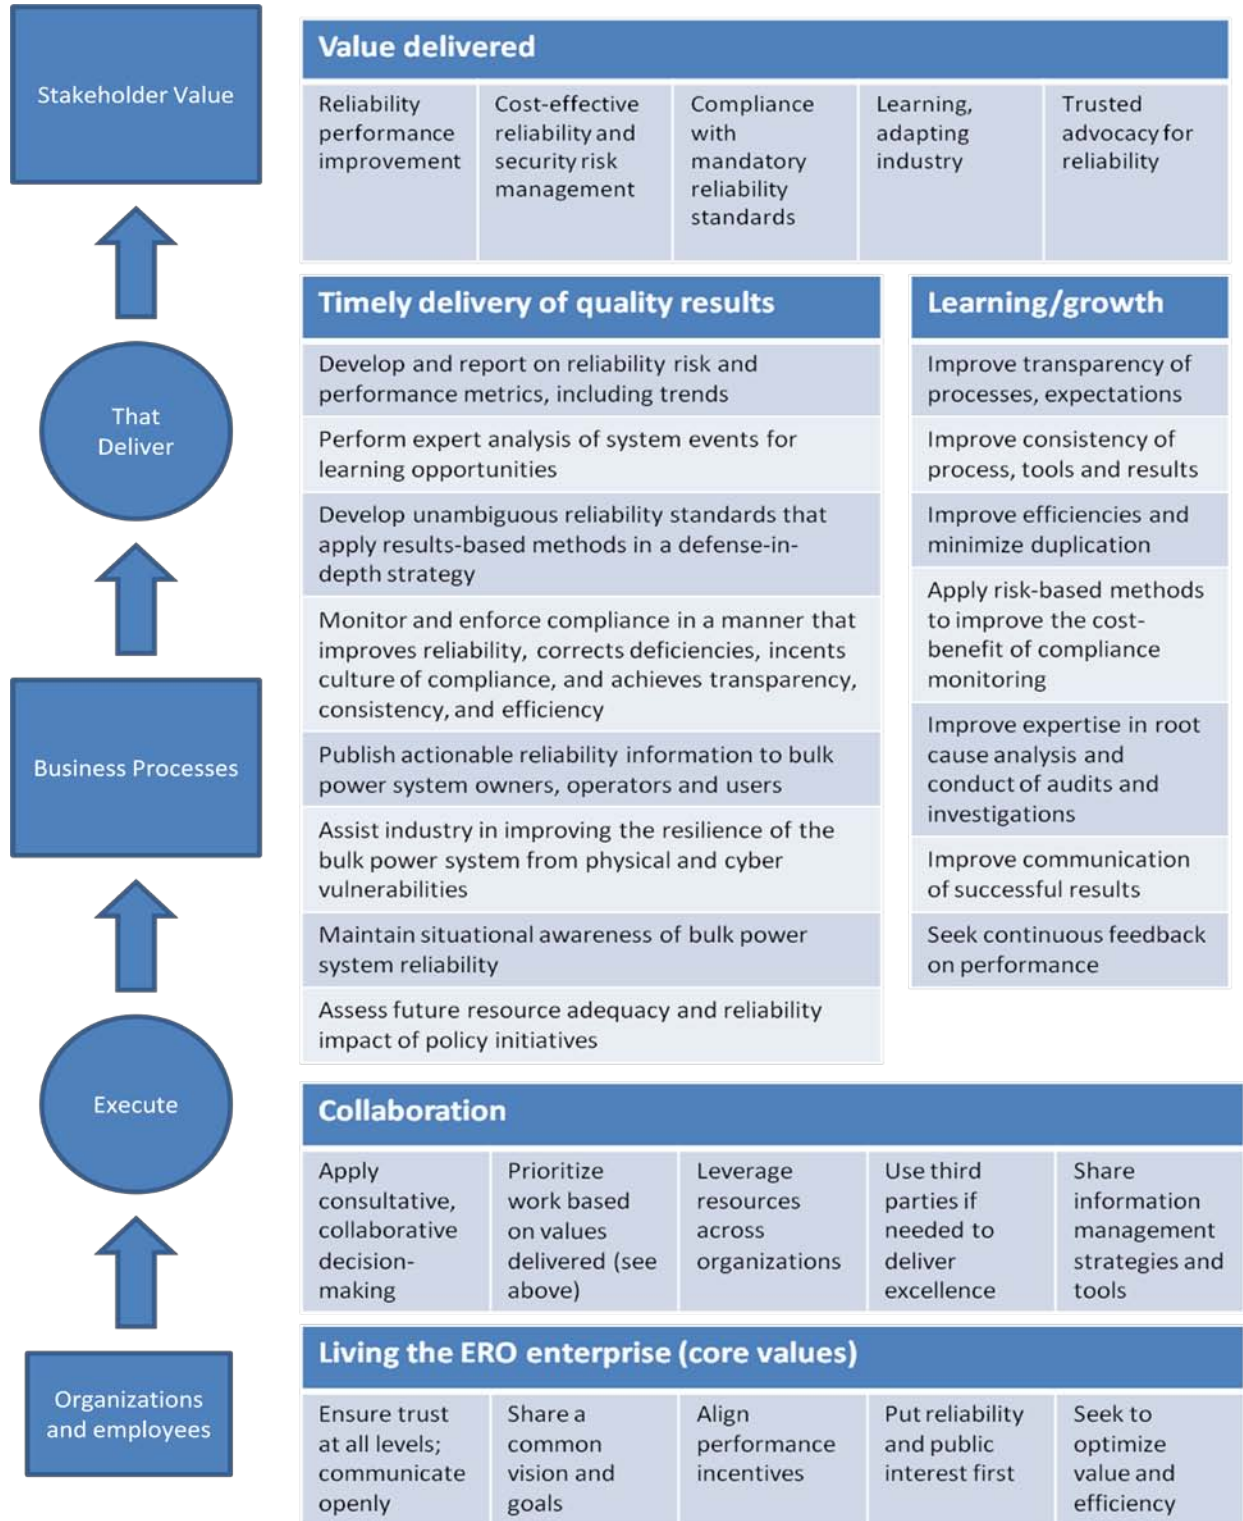 Stakeholder Value
That
Deliver
Business Processes
Execute
Organizations
and employees
Value delivered
Reliability
performance
improvement
Cost-effective
reliability and
security risk
management
Compliance
with
mandatory
reliability
standards
Learning,
adapting
industry
Trusted
advocacy for
reliability
Timely delivery of quality results
Develop and report on reliability risk and
performance metrics, including trends
Perform expert analysis of system events for
learning opportunities
Develop unambiguous reliability standards that
apply results-based methods in a defense-in-
depth strategy
Monitor and enforce compliance in a manner that
improves reliability, corrects deficiencies, incents
culture of compliance, and achieves transparency,
consistency, and efficiency
Publish actionable reliability information to bulk
power system owners, operators and users
Assist industry in improving the resilience of the
bulk power system from physical and cyber
vulnerabilities
Maintain situational awareness of bulk power
system reliability
Assess future resource adequacy and reliability
impact of policy initiatives
Learning/growth
Improve transparency of
processes, expectations
Improve consistency of
process, tools and results
Improve efficiencies and
minimize duplication
Apply risk-based methods
to improve the cost-
benefit of compliance
monitoring
Improve expertise in root
cause analysis and
conduct of audits and
investigations
Improve communication
of successful results
Seek continuous feedback
on performance
Collaboration
Apply
consultative,
collaborative
decision-
making
Prioritize
work based
on values
delivered (see
above)
Leverage
resources
across
organizations
Use third
parties if
needed to
deliver
excellence
Share
information
management
strategies and
tools
Living the ERO enterprise (core values)
Ensure trust
at all levels;
communicate
openly
Share a
common
vision and
goals
Align
performance
incentives
Put reliability
and public
interest first
Seek to
optimize
value and
efficiency